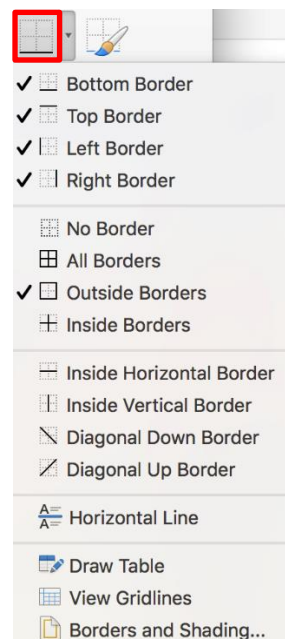 Bottom Border
Top Border
Left Border
Right Border
No Border
All Borders
Outside Borders
Inside Borders
Inside Horizontal Border
Inside Vertical Border
Diagonal Down Border
Diagonal Up Border
Horizontal Line
Draw Table
View Gridlines
Borders and Shading...